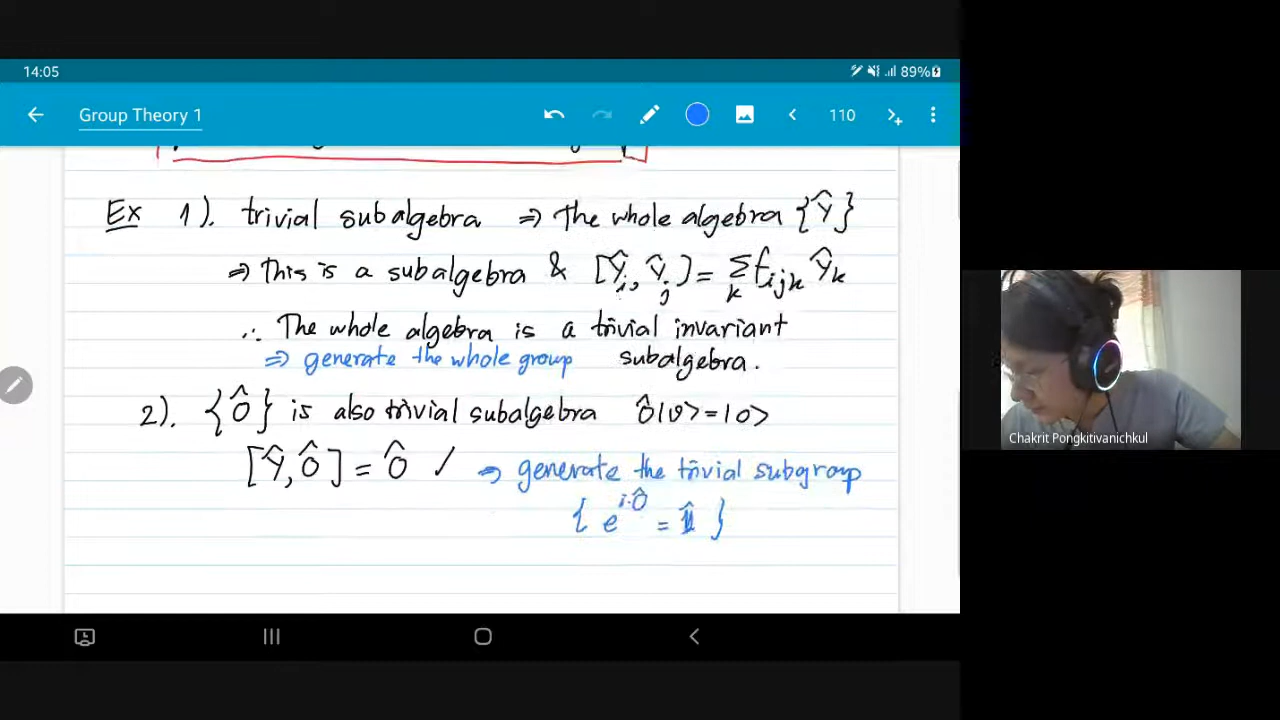 14:05
89%
Group Theory 1
110
Ex 1). trivial subalgebra ⇒ The whole algebra {Ŷ}
⇒ This is a subalgebra & [Ŷi, Ŷj] = Σk fijk Ŷk
∴ The whole algebra is a trivial invariant
subalgebra.
⇒ generate the whole group
2). {Ô} is also trivial subalgebra Ô|v> = |0>
[Ŷ, Ô] = Ô ✓ ⇒ generate the trivial subgroup
{ e^{i·Ô} = 1̂ }
Chakrit Pongkitivanichkul